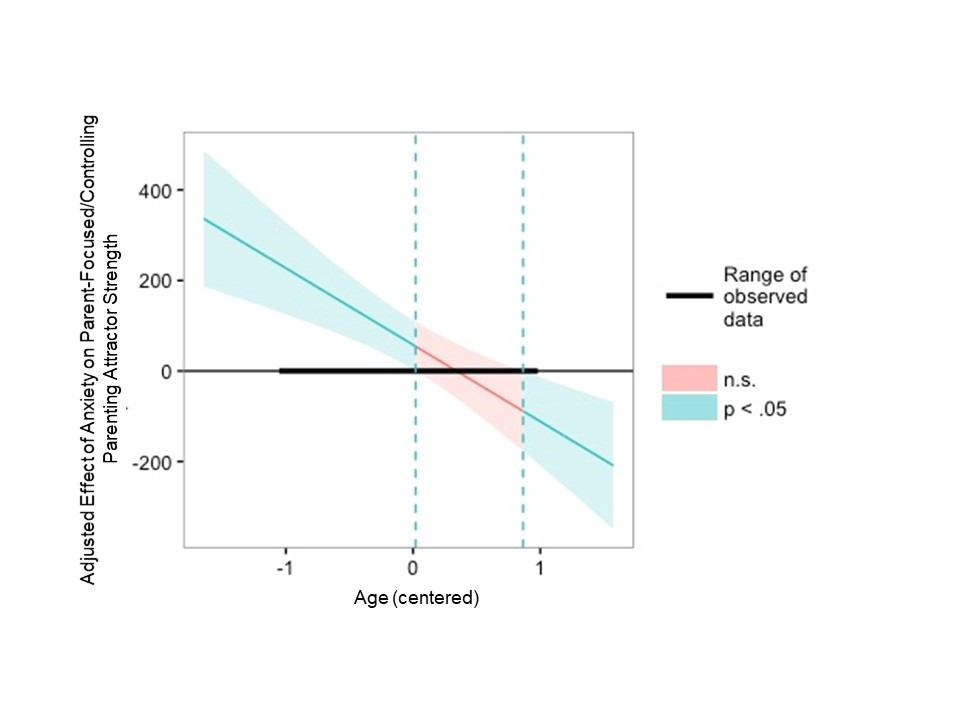 Adjusted Effect of Anxiety on Parent-Focused/Controlling
Parenting Attractor Strength
400
200
0
-200
-1
0
1
Age (centered)
Range of
observed
data
n.s.
p < .05